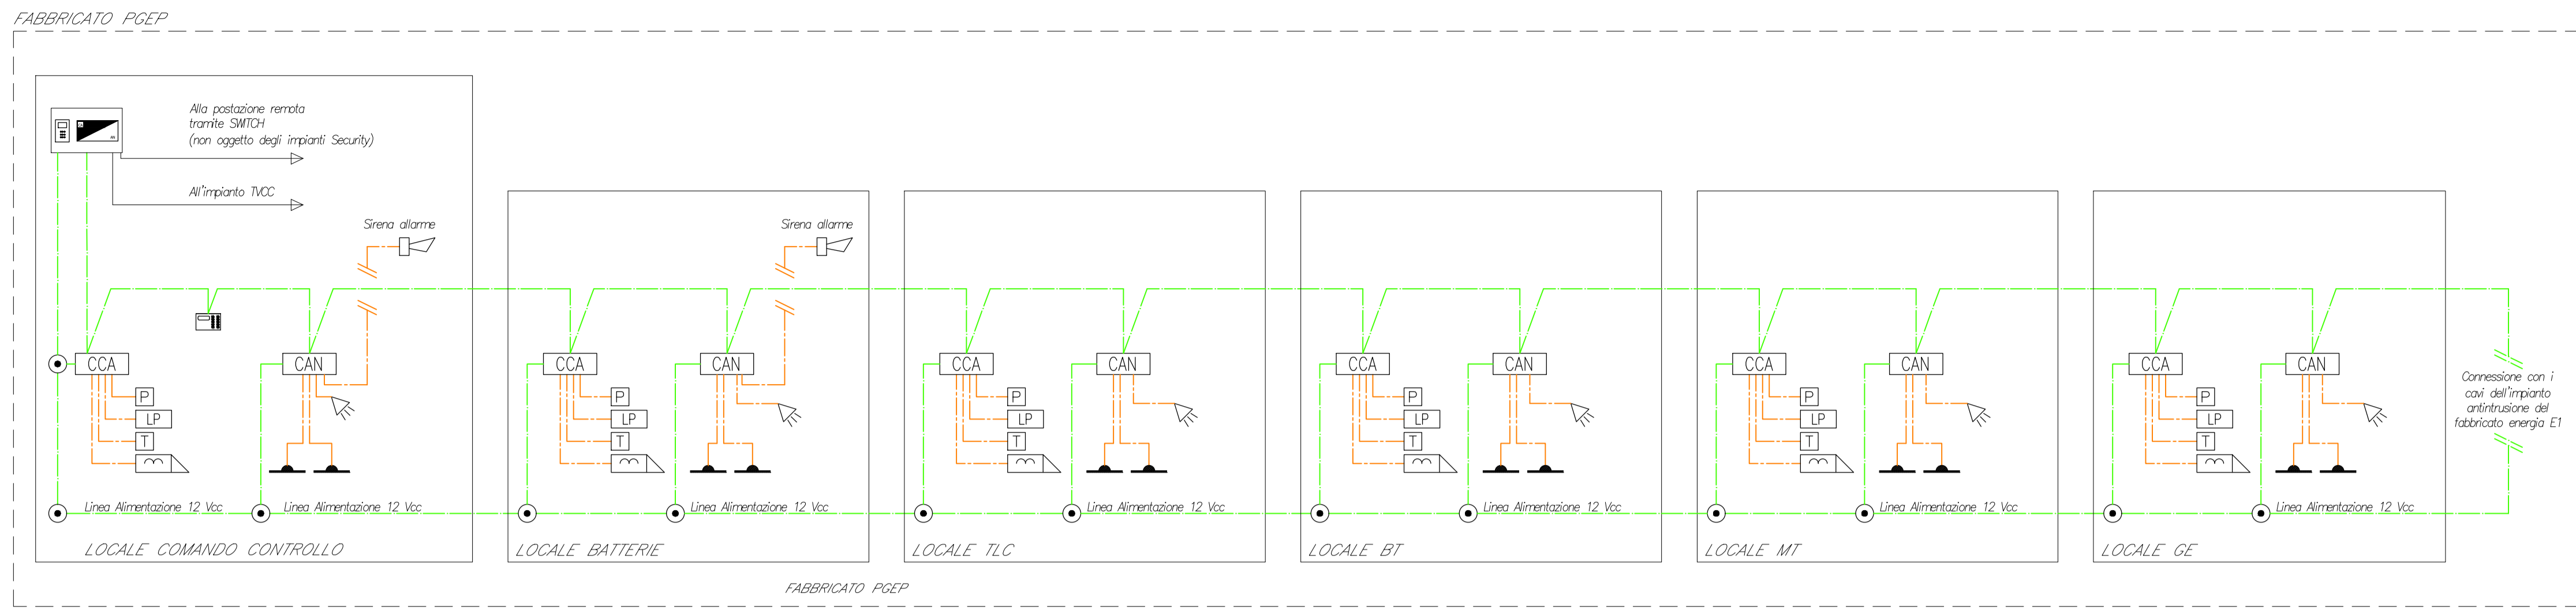 FABBRICATO PGEP
Alla postazione remota
tramite SWITCH
(non oggetto degli impianti Security)
All'impianto TVCC
Sirena allarme
CCA
CAN
P
LP
T
Linea Alimentazione 12 Vcc
Linea Alimentazione 12 Vcc
LOCALE COMANDO CONTROLLO
Sirena allarme
CCA
CAN
P
LP
T
Linea Alimentazione 12 Vcc
LOCALE BATTERIE
CCA
CAN
P
LP
T
Linea Alimentazione 12 Vcc
LOCALE TLC
CCA
CAN
P
LP
T
Linea Alimentazione 12 Vcc
LOCALE BT
CCA
CAN
P
LP
T
Linea Alimentazione 12 Vcc
LOCALE MT
CCA
CAN
P
LP
T
Linea Alimentazione 12 Vcc
LOCALE GE
Connessione con i
cavi dell'impianto
antintrusione del
fabbricato energia E1
FABBRICATO PGEP